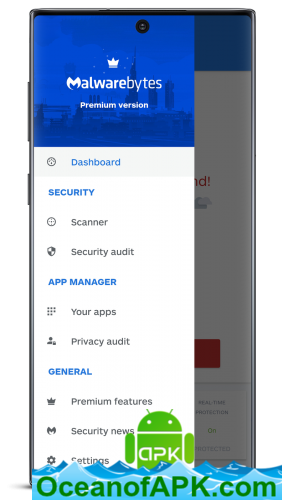 Malwarebytes
Premium version
Dashboard
nd!
SECURITY
Scanner
Security audit
APP MANAGER
Your apps
Privacy audit
GENERAL
Premium features
REAL-TIME
PROTECTION
On
Security news
PROTECTED
Settings
APK
OceanofAPK.com